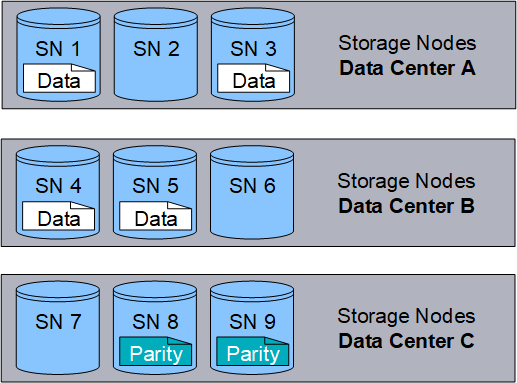 SN 1 SN 2 SN 3
Data Data
Storage Nodes
Data Center A
SN 4 SN 5 SN 6
Data Data
Storage Nodes
Data Center B
SN 7 SN 8 SN 9
Parity Parity
Storage Nodes
Data Center C